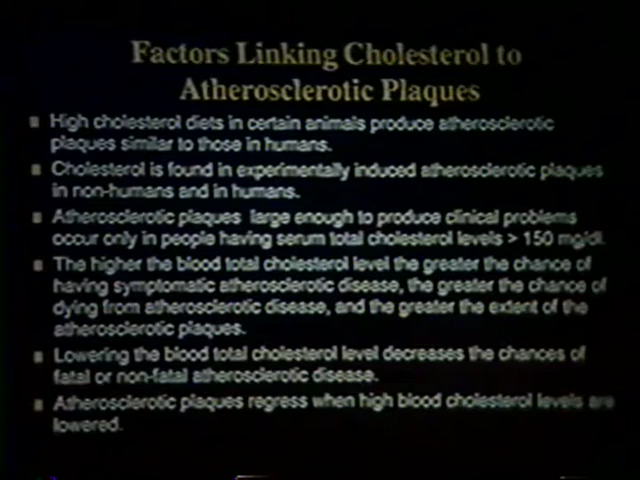 Factors Linking Cholesterol to
Atherosclerotic Plaques
High cholesterol diets in certain animals produce atherosclerotic
plaques similar to those in humans.
Cholesterol is found in experimentally induced atherosclerotic plaques
in non-humans and in humans.
Atherosclerotic plaques large enough to produce clinical problems
occur only in people having serum total cholesterol levels > 150 mg/dl.
The higher the blood total cholesterol level the greater the chance of
having symptomatic atherosclerotic disease, the greater the chance of
dying from atherosclerotic disease, and the greater the extent of the
atherosclerotic plaques.
Lowering the blood total cholesterol level decreases the chances of
fatal or non-fatal atherosclerotic disease.
Atherosclerotic plaques regress when high blood cholesterol levels are
lowered.